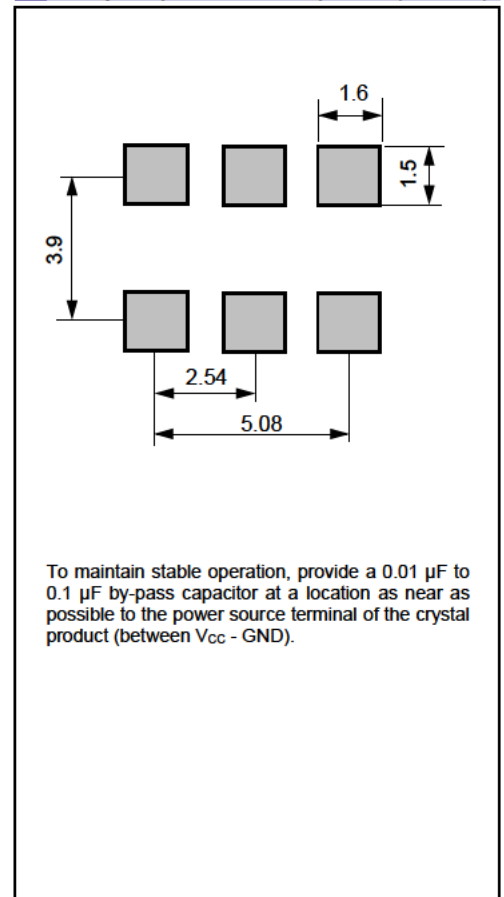 1.6
1.5
3.9
2.54
5.08
To maintain stable operation, provide a 0.01 µF to
0.1 µF by-pass capacitor at a location as near as
possible to the power source terminal of the crystal
product (between Vcc - GND).